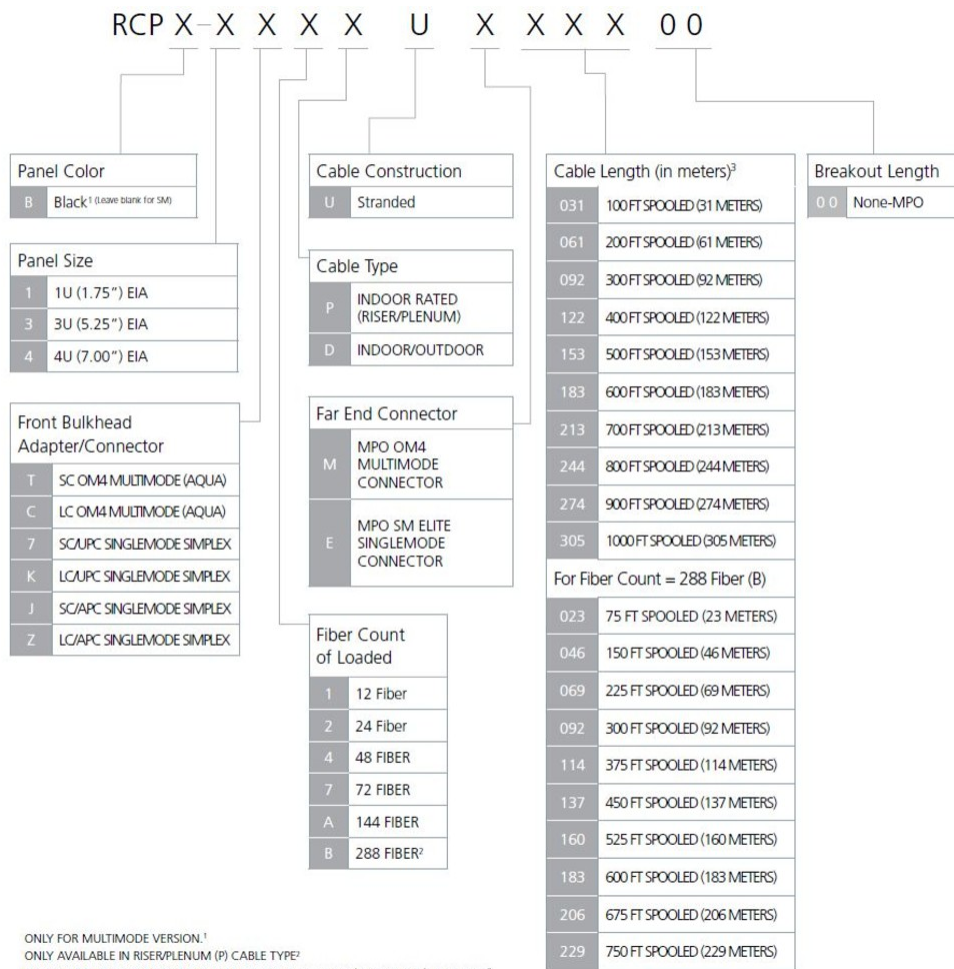 RCP X-X X X X U X X X X 0 0
Panel Color
B Black¹ (Leave blank for SM)
Panel Size
1 1U (1.75”) EIA
3 3U (5.25”) EIA
4 4U (7.00”) EIA
Front Bulkhead
Adapter/Connector
T SC OM4 MULTIMODE (AQUA)
C LC OM4 MULTIMODE (AQUA)
7 SC/UPC SINGLEMODE SIMPLEX
K LC/UPC SINGLEMODE SIMPLEX
J SC/APC SINGLEMODE SIMPLEX
Z LC/APC SINGLEMODE SIMPLEX
Cable Construction
U Stranded
Cable Type
P INDOOR RATED
(RISER/PLENUM)
D INDOOR/OUTDOOR
Far End Connector
M MPO OM4
MULTIMODE
CONNECTOR
E MPO SM ELITE
SINGLEMODE
CONNECTOR
Fiber Count
of Loaded
1 12 Fiber
2 24 Fiber
4 48 FIBER
7 72 FIBER
A 144 FIBER
B 288 FIBER²
Cable Length (in meters)³
031 100 FT SPOOLED (31 METERS)
061 200 FT SPOOLED (61 METERS)
092 300 FT SPOOLED (92 METERS)
122 400 FT SPOOLED (122 METERS)
153 500 FT SPOOLED (153 METERS)
183 600 FT SPOOLED (183 METERS)
213 700 FT SPOOLED (213 METERS)
244 800 FT SPOOLED (244 METERS)
274 900 FT SPOOLED (274 METERS)
305 1000 FT SPOOLED (305 METERS)
For Fiber Count = 288 Fiber (B)
023 75 FT SPOOLED (23 METERS)
046 150 FT SPOOLED (46 METERS)
069 225 FT SPOOLED (69 METERS)
092 300 FT SPOOLED (92 METERS)
114 375 FT SPOOLED (114 METERS)
137 450 FT SPOOLED (137 METERS)
160 525 FT SPOOLED (160 METERS)
183 600 FT SPOOLED (183 METERS)
206 675 FT SPOOLED (206 METERS)
229 750 FT SPOOLED (229 METERS)
Breakout Length
0 0 None-MPO
ONLY FOR MULTIMODE VERSION.¹
ONLY AVAILABLE IN RISER/PLENUM (P) CABLE TYPE²